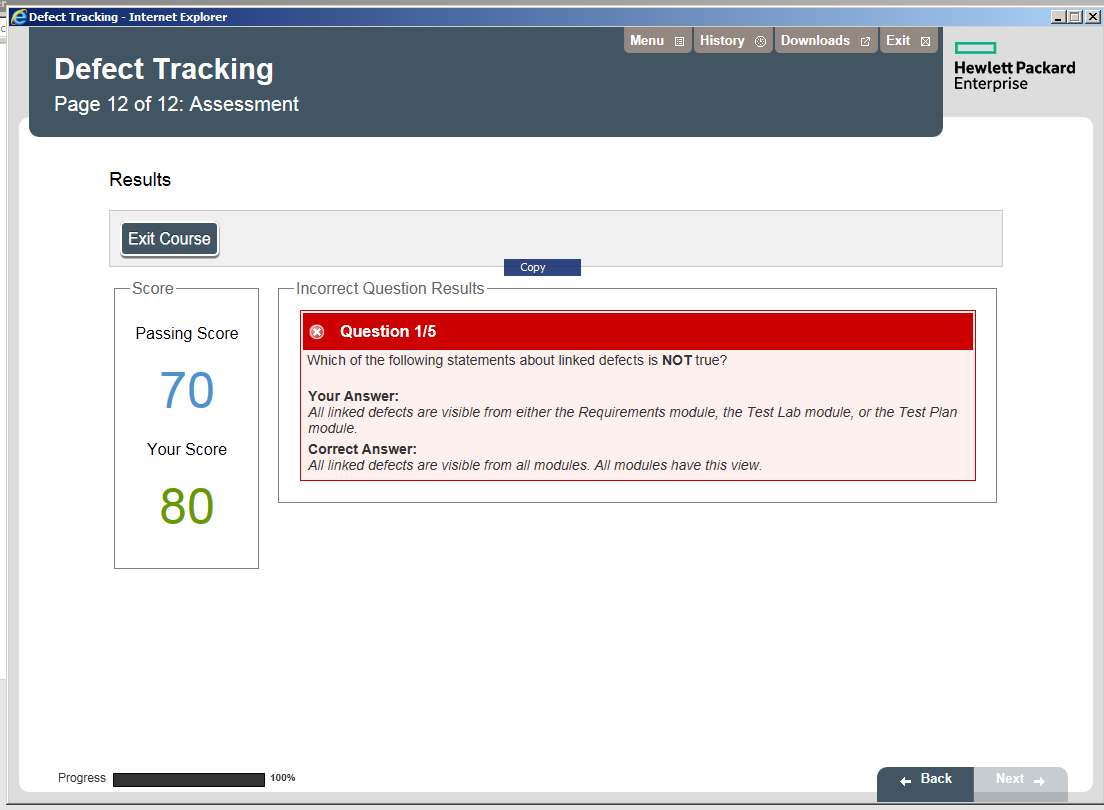 Defect Tracking - Internet Explorer
Menu
History
Downloads
Exit
Defect Tracking
Page 12 of 12: Assessment
Hewlett Packard
Enterprise
Results
Exit Course
Copy
Score
Passing Score
70
Your Score
80
Incorrect Question Results
Question 1/5
Which of the following statements about linked defects is NOT true?
Your Answer:
All linked defects are visible from either the Requirements module, the Test Lab module, or the Test Plan
module.
Correct Answer:
All linked defects are visible from all modules. All modules have this view.
Progress
100%
Back
Next